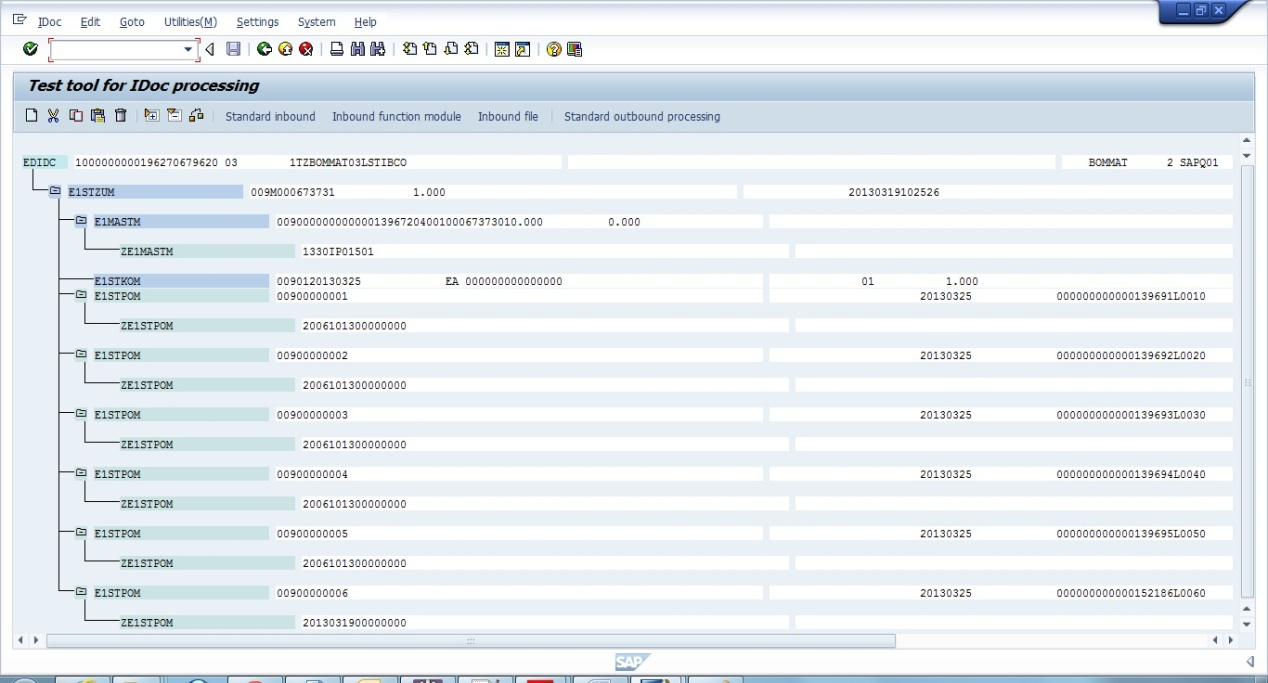 IDoc Edit Goto Utilities(M) Settings System Help
Test tool for IDoc processing
Standard inbound Inbound function module Inbound file Standard outbound processing
EDIDC 1000000000196270679620 03 1TZBOMMAT03LSTIBCO BOMMAT 2 SAPQ01
E1STZUM 009M000673731 1.000 20130319102526
E1MASTM 0090000000000001396720400100067373010.000 0.000
ZE1MASTM 1330IP01501
E1STKOM 0090120130325 EA 000000000000000 01 1.000
E1STPOM 00900000001 20130325 000000000000139691L0010
ZE1STPOM 2006101300000000
E1STPOM 00900000002 20130325 000000000000139692L0020
ZE1STPOM 2006101300000000
E1STPOM 00900000003 20130325 000000000000139693L0030
ZE1STPOM 2006101300000000
E1STPOM 00900000004 20130325 000000000000139694L0040
ZE1STPOM 2006101300000000
E1STPOM 00900000005 20130325 000000000000139695L0050
ZE1STPOM 2006101300000000
E1STPOM 00900000006 20130325 000000000000152186L0060
ZE1STPOM 2013031900000000
SAP